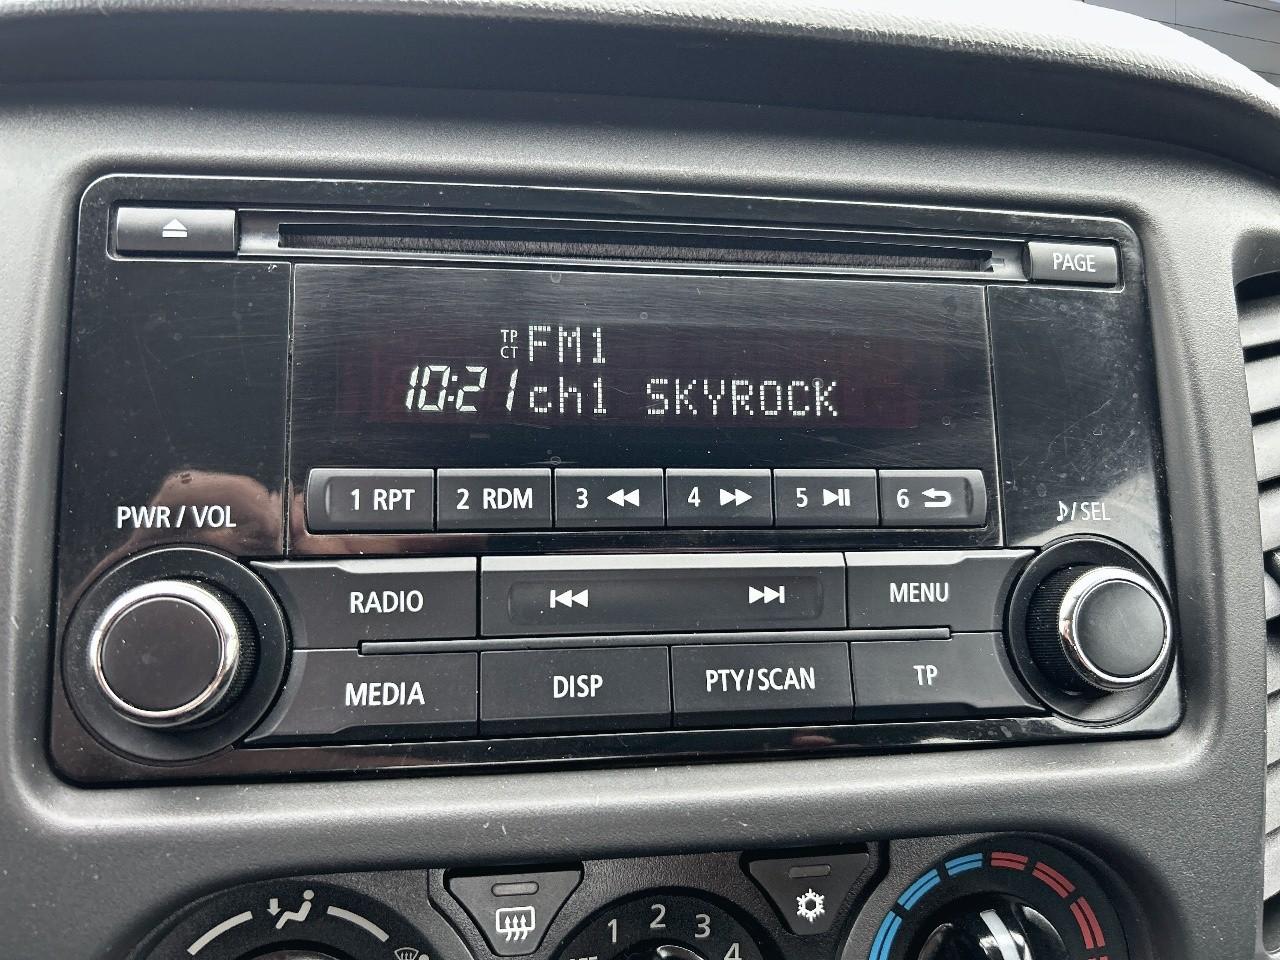 PAGE
TP
CT
FM1
10:21 ch1 SKYROCK
1 RPT
2 RDM
3
4
5
6
PWR / VOL
/ SEL
RADIO
MENU
MEDIA
DISP
PTY/SCAN
TP
1 2 3 4